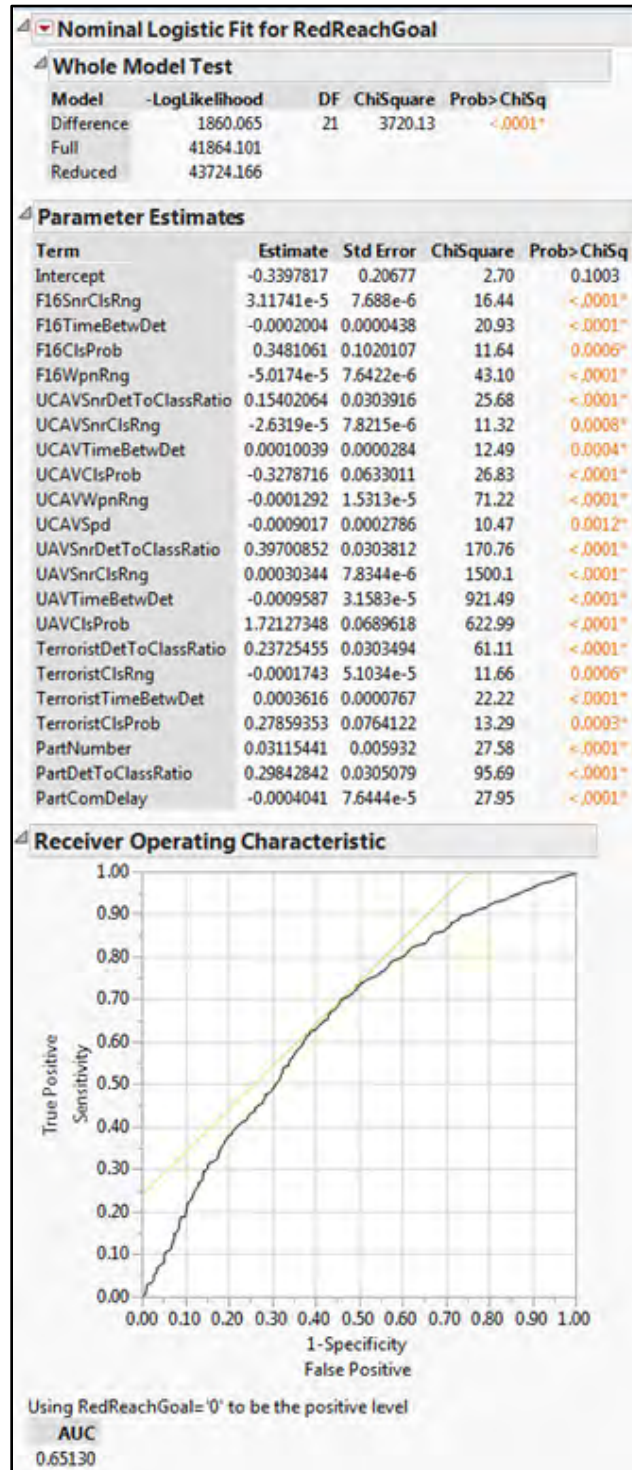 Nominal Logistic Fit for RedReachGoal
Whole Model Test
Model -LogLikelihood DF ChiSquare Prob>ChiSq
Difference 1860.065 21 3720.13 <.0001*
Full 41864.101
Reduced 43724.166
Parameter Estimates
Term Estimate Std Error ChiSquare Prob>ChiSq
Intercept -0.3397817 0.20677 2.70 0.1003
F16SnrClsRng 3.11741e-5 7.688e-6 16.44 <.0001*
F16TimeBetwDet -0.0002004 0.0000438 20.93 <.0001*
F16ClsProb 0.3481061 0.1020107 11.64 0.0006*
F16WpnRng -5.0174e-5 7.6422e-6 43.10 <.0001*
UCAVSnrDetToClassRatio 0.15402064 0.0303916 25.68 <.0001*
UCAVSnrClsRng -2.6319e-5 7.8215e-6 11.32 0.0008*
UCAVTimeBetwDet 0.00010039 0.0000284 12.49 0.0004*
UCAVClsProb -0.3278716 0.0633011 26.83 <.0001*
UCAVWpnRng -0.0001292 1.5313e-5 71.22 <.0001*
UCAVSpd -0.0009017 0.0002786 10.47 0.0012*
UAVSnrDetToClassRatio 0.39700852 0.0303812 170.76 <.0001*
UAVSnrClsRng 0.00030344 7.8344e-6 1500.1 <.0001*
UAVTimeBetwDet -0.0009587 3.1583e-5 921.49 <.0001*
UAVClsProb 1.72127348 0.0689618 622.99 <.0001*
TerroristDetToClassRatio 0.23725455 0.0303494 61.11 <.0001*
TerroristClsRng -0.0001743 5.1034e-5 11.66 0.0006*
TerroristTimeBetwDet 0.0003616 0.0000767 22.22 <.0001*
TerroristClsProb 0.27859353 0.0764122 13.29 0.0003*
PartNumber 0.03115441 0.005932 27.58 <.0001*
PartDetToClassRatio 0.29842842 0.0305079 95.69 <.0001*
PartComDelay -0.0004041 7.6444e-5 27.95 <.0001*
Receiver Operating Characteristic
1.00
0.90
0.80
0.70
0.60
0.50
0.40
0.30
0.20
0.10
0.00
True Positive
Sensitivity
0.00 0.10 0.20 0.30 0.40 0.50 0.60 0.70 0.80 0.90 1.00
1-Specificity
False Positive
Using RedReachGoal='0' to be the positive level
AUC
0.65130